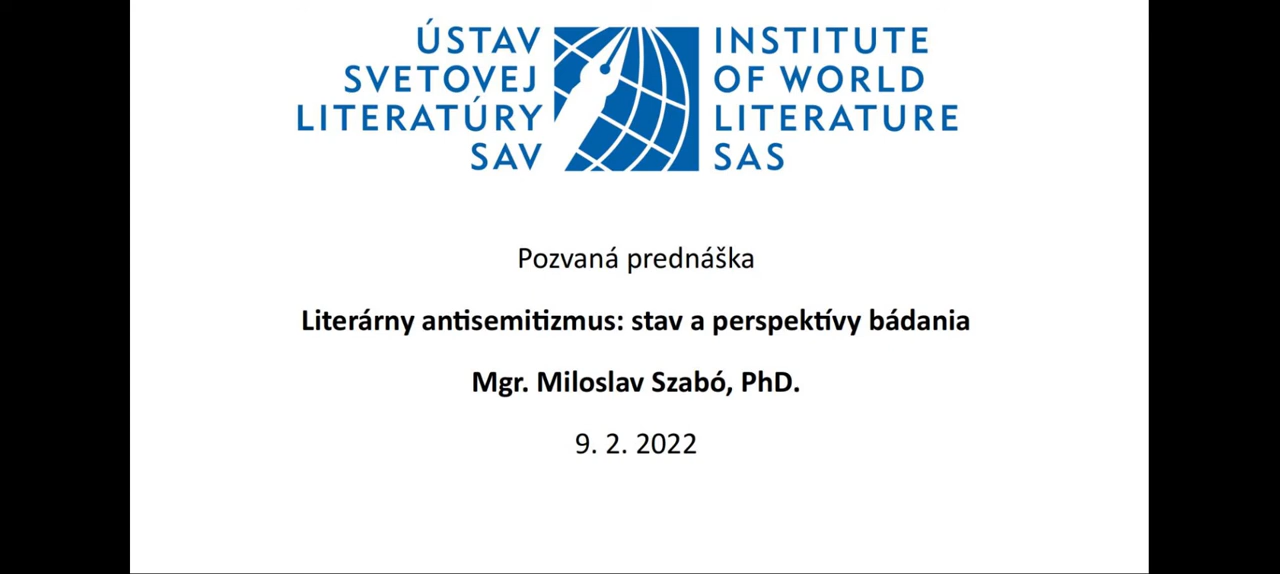 ÚSTAV
SVETOVEJ
LITERATÚRY
SAV
INSTITUTE
OF WORLD
LITERATURE
SAS
Pozvaná prednáška
Literárny antisemitizmus: stav a perspektívy bádania
Mgr. Miloslav Szabó, PhD.
9. 2. 2022